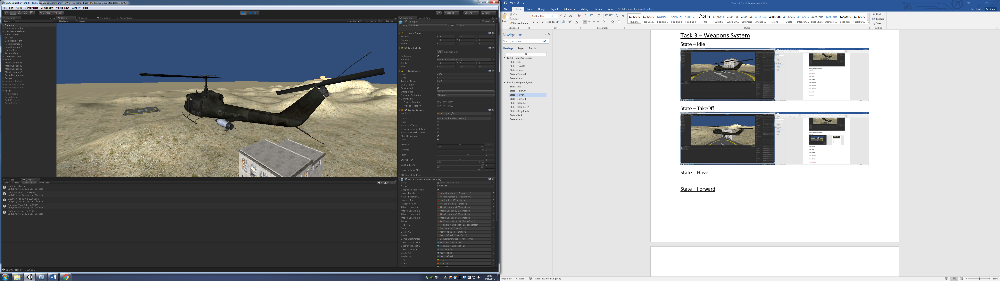 Unity Education (64bit) - Task 3 Weapons System.unity - CW1_Helecopter_Base - PC, Mac & Linux Standalone <DX9>
File Edit Assets GameObject Component Mobile Input Window Help
Center Local
Account Layers Layout
Hierarchy
Create
Chopper
DepartureHeliPad
DestinationHeliPad
Main Camera
Terrain
Directional light
HoverLocation1
HoverLocation2
LandingPad
RotationPoint
DesertFortress
Soldiers
AttackLocation1
AttackLocation2
AttackLocation3
AttackLocation4
BombDestination
Smoke
BombExplosion
RocketExplosion1
RocketExplosion2
AllFire
RocketBang
BombBang
BulletRelease
BombRelease
Game Scene Animation Asset Store
Display 1 Free Aspect Maximize on Play Mute audio Stats Gizmos
MARINES
Project Console
Clear Collapse Clear on Play Error Pause 5 0 0
OnEnter Idle : 0
UnityEngine.Debug:Log(Object)
OnLeave Idle : 2.866659
UnityEngine.Debug:Log(Object)
OnEnter TakeOff : 2.866659
UnityEngine.Debug:Log(Object)
OnLeave TakeOff : 6.555091
UnityEngine.Debug:Log(Object)
OnEnter Hover : 6.555091
UnityEngine.Debug:Log(Object)
OnEnter Hover : 6.555091
Inspector Lighting
Chopper Static
Tag Untagged Layer Default
Transform
Position X 0 Y 20 Z 0
Rotation X 0 Y 0 Z 0
Scale X 1 Y 1 Z 1
Box Collider
Edit Collider
Is Trigger
Material None (Physic Material)
Center X 0 Y -1 Z 0
Size X 4 Y 2.6 Z 14
Rigidbody
Mass 4000
Drag 0
Angular Drag 0.05
Use Gravity
Is Kinematic
Interpolate None
Collision Detection Discrete
Constraints
Freeze Position X Y Z
Freeze Rotation X Y Z
Audio Source
AudioClip helicopter_fx
Output None (Audio Mixer Group)
Mute
Bypass Effects
Bypass Listener Effects
Bypass Reverb Zones
Play On Awake
Loop
Priority 128
High Low
Volume 1
Pitch 1
Stereo Pan 0
Left Right
Spatial Blend 1
2D 3D
Reverb Zone Mix 1
3D Sound Settings
State Driven Brain (Script)
Script StateDrivenBrain
Delay 3.763227
Chopper State Active
Hover Location 1 HoverLocation1 (Transform)
Hover Location 2 HoverLocation2 (Transform)
Landing Pad LandingPad (Transform)
Rotation Point RotationPoint (Transform)
Attack Location 1 AttackLocation1 (Transform)
Attack Location 2 AttackLocation2 (Transform)
Attack Location 3 AttackLocation3 (Transform)
Attack Location 4 AttackLocation4 (Transform)
Rocket 1 RedCardinalRocket (Transform)
Rocket 2 RedCardinalRocket (1) (Transform)
Bomb Tzar Bomb (Transform)
Soldier 1 Army 01 (1) (Transform)
Soldier 2 Army3-final (Transform)
Bomb Destination BombDestination (Transform)
Destroy Rocket 1 RedCardinalRocket
Destroy Rocket 2 RedCardinalRocket (1)
Destroy Bomb Tzar Bomb
Soldier A Army 01 (1)
Soldier B Army3-final
Fire Fire
Fire 1 Fire (1)
11:20
18/11/2016
Task 1 & Task 3 Screenshots - Word
File Home Insert Design Layout References Mailings Review View Tell me what you want to do... Luke Foster Share
Paste
Cut
Copy
Format Painter
Calibri (Body) 11
AaBbCcDc ¶ Normal
AaBbCcDc ¶ No Spac...
Heading 1
Heading 2
Heading 3
AaB Title
Subtitle
Subtle Em...
Emphasis
Intense E...
Strong
Quote
Intense Q...
Subtle Ref...
Intense Re...
Book Title
¶ List Para...
Find
Replace
Select
Clipboard Font Paragraph Styles Editing
Navigation
Search document
Headings Pages Results
Task 1 – State Operation
State – Idle
State – TakeOff
State – Hover
State – Forward
State – Land
Task 3 – Weapons System
State – Idle
State – TakeOff
State – Hover
State – Forward
State – KillSoldier1
State – KillSoldier2
State – DropBomb
State – Back
State – Land
Task 3 – Weapons System
State – Idle
State – TakeOff
State – Hover
State – Forward
Page 3 of 4 41 words English (United Kingdom) 160%